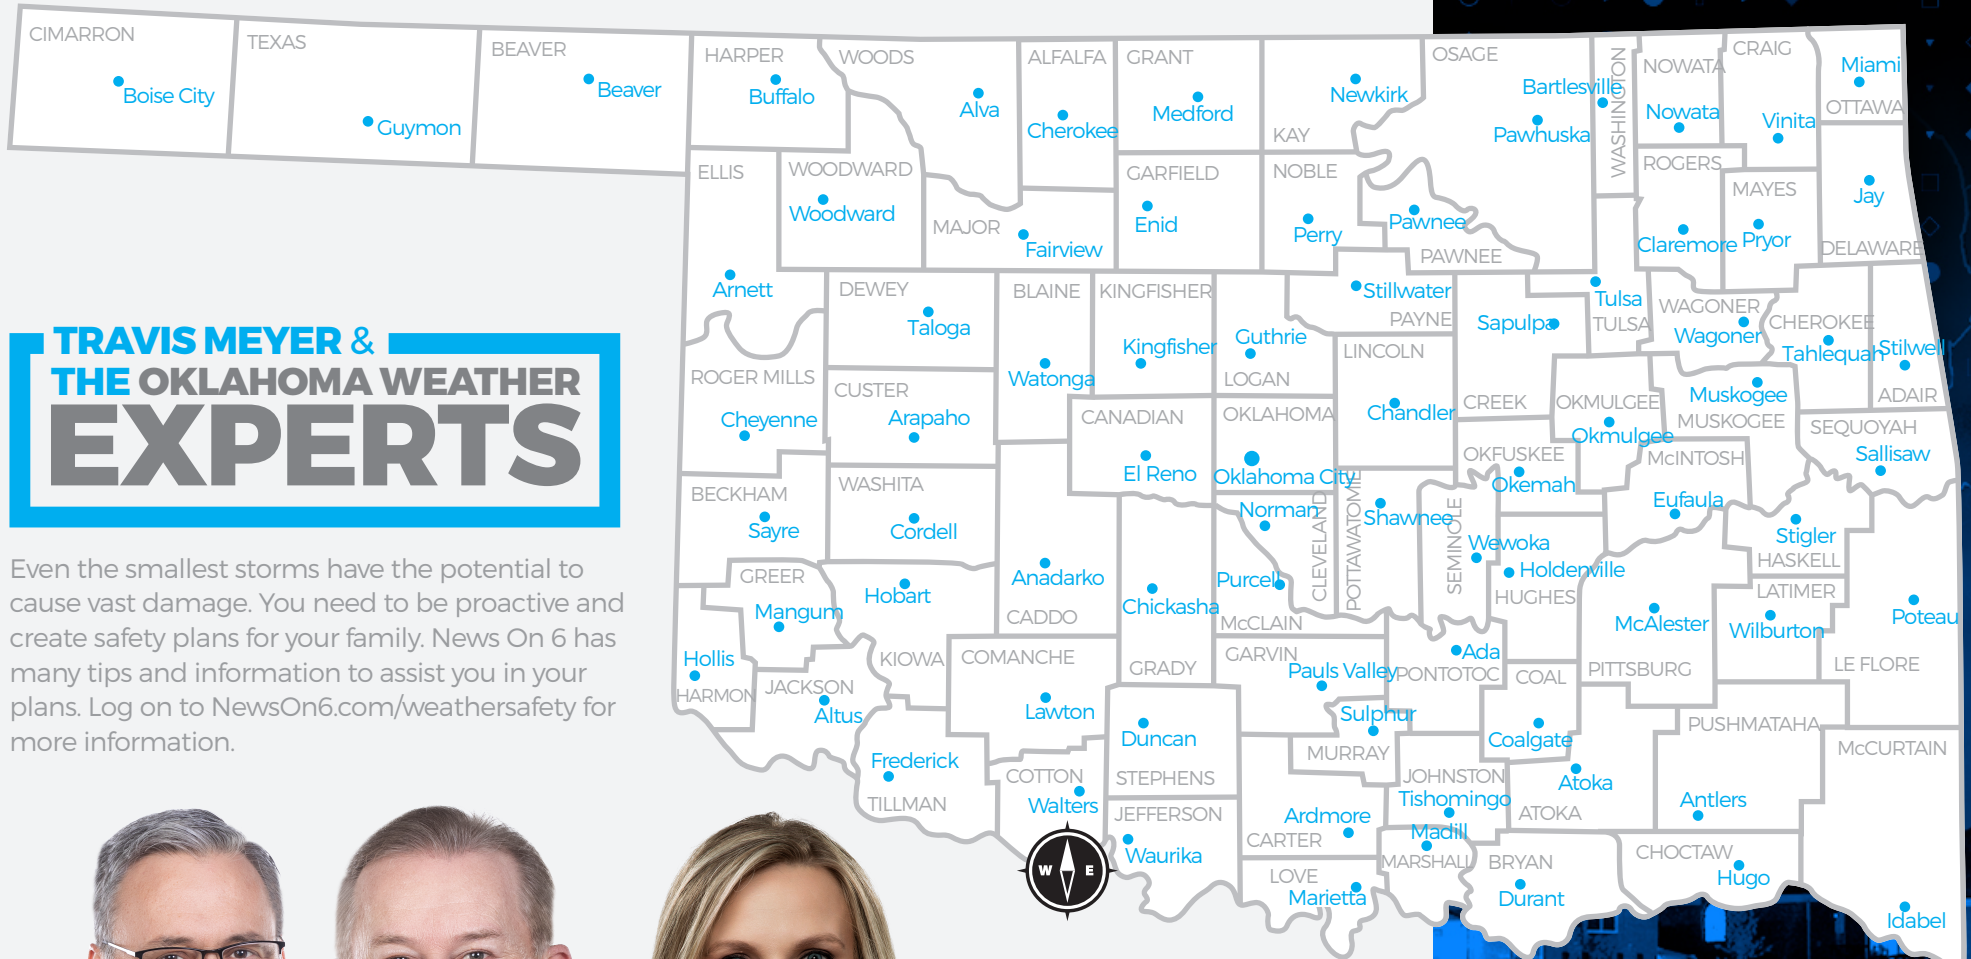 CIMARRON
Boise City
TEXAS
Guymon
BEAVER
Beaver
HARPER
Buffalo
WOODS
Alva
ALFALFA
Cherokee
GRANT
Medford
KAY
Newkirk
OSAGE
Pawhuska
WASHINGTON
Bartlesville
NOWATA
Nowata
CRAIG
Vinita
Miami
OTTAWA
ELLIS
Arnett
WOODWARD
Woodward
MAJOR
Fairview
GARFIELD
Enid
NOBLE
Perry
Pawnee
PAWNEE
ROGERS
Claremore
MAYES
Pryor
Jay
DELAWARE
DEWEY
Taloga
BLAINE
Watonga
KINGFISHER
Kingfisher
Guthrie
LOGAN
Stillwater
PAYNE
LINCOLN
Chandler
Sapulpa
CREEK
Tulsa
TULSA
WAGONER
Wagoner
CHEROKEE
Tahlequah
Stilwell
ADAIR
TRAVIS MEYER &
THE OKLAHOMA WEATHER
EXPERTS
ROGER MILLS
Cheyenne
CUSTER
Arapaho
CANADIAN
El Reno
OKLAHOMA
Oklahoma City
OKFUSKEE
Okemah
OKMULGEE
Okmulgee
Muskogee
MUSKOGEE
McINTOSH
Eufaula
SEQUOYAH
Sallisaw
BECKHAM
Sayre
WASHITA
Cordell
Anadarko
CADDO
Chickasha
GRADY
Norman
CLEVELAND
Purcell
McCLAIN
POTTAWATOMIE
Shawnee
SEMINOLE
Wewoka
Holdenville
HUGHES
Stigler
HASKELL
LATIMER
Wilburton
Poteau
LE FLORE
Even the smallest storms have the potential to
cause vast damage. You need to be proactive and
create safety plans for your family. News On 6 has
many tips and information to assist you in your
plans. Log on to NewsOn6.com/weathersafety for
more information.
GREER
Mangum
Hobart
KIOWA
Hollis
HARMON
JACKSON
Altus
COMANCHE
Lawton
GARVIN
Pauls Valley
Ada
PONTOTOC
COAL
Coalgate
McAlester
PITTSBURG
Frederick
TILLMAN
COTTON
Walters
Duncan
STEPHENS
Sulphur
MURRAY
JOHNSTON
Tishomingo
Atoka
ATOKA
PUSHMATAHA
Antlers
McCURTAIN
Idabel
JEFFERSON
Waurika
Ardmore
CARTER
LOVE
Marietta
Madill
MARSHALL
BRYAN
Durant
CHOCTAW
Hugo
W E